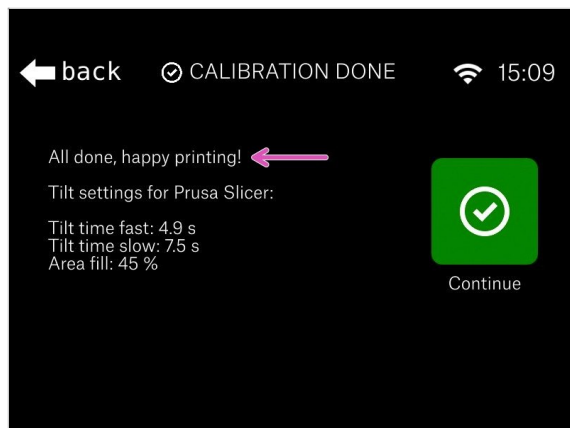 back
CALIBRATION DONE
15:09
All done, happy printing!
Tilt settings for Prusa Slicer:
Tilt time fast: 4.9 s
Tilt time slow: 7.5 s
Area fill: 45 %
Continue